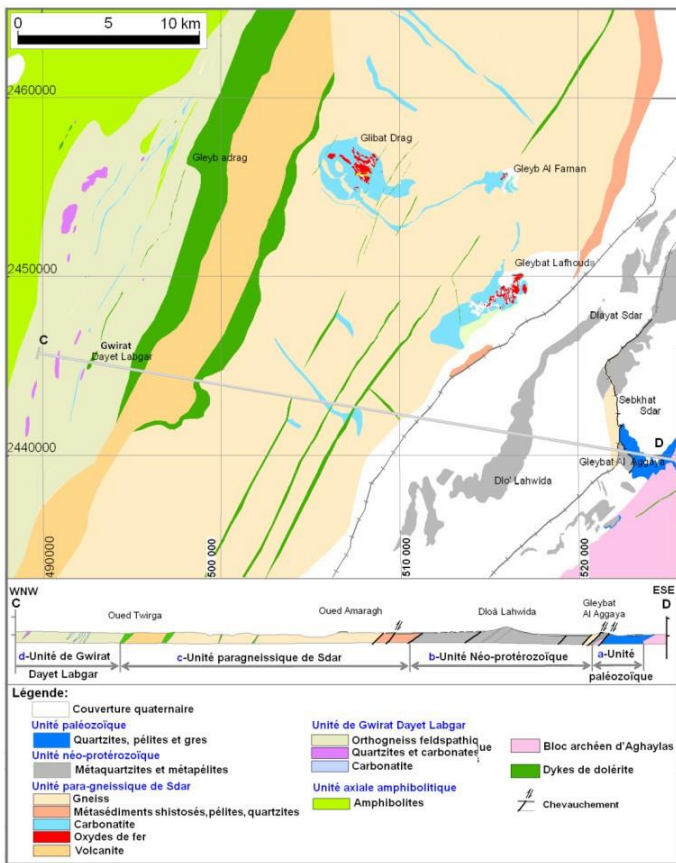 0 5 10 km
2460000
Glibat Drag
Gleyb adrag
Gleyb Al Farnan
2450000
Gleybat Lafhouda
Dlayat Sdar
C
Gwirat
Dayet Labgar
Sebkhat
Sdar
D
2440000
Gleybat Al Aggaya
Dlo' Lahwida
490000
500 000
510 000
520 000
WNW
ESE
C
Oued Twirga
Oued Amaragh
Dloâ Lahwida
Gleybat
Al Aggaya
D
d-Unité de Gwirat
c-Unité paragneissique de Sdar
b-Unité Néo-protérozoïque
a-Unité
Dayet Labgar
paléozoïque
Légende:
Couverture quaternaire
Unité paléozoïque
Quartzites, pélites et gres
Unité néo-protérozoïque
Métaquartzites et métapélites
Unité para-gneissique de Sdar
Gneiss
Metasédiments shistosés,pélites, quartzites
Carbonatite
Oxydes de fer
Volcanite
Unité de Gwirat Dayet Labgar
Orthogneiss feldspathiq
Quartzites et carbonates
Carbonatite
Unité axiale amphibolitique
Amphibolites
Bloc archéen d'Aghaylas
Dykes de dolérite
Chevauchement